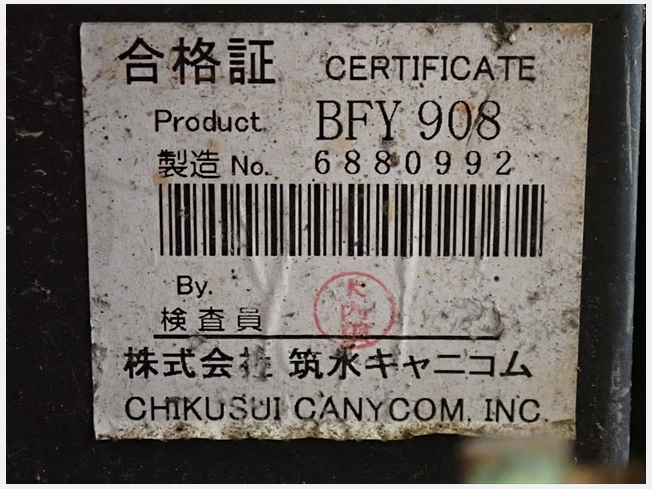 合格証 CERTIFICATE
Product BFY 908
製造 No. 6880992
By.
検査員
株式会社 筑水キャニコム
CHIKUSUI CANYCOM, INC.